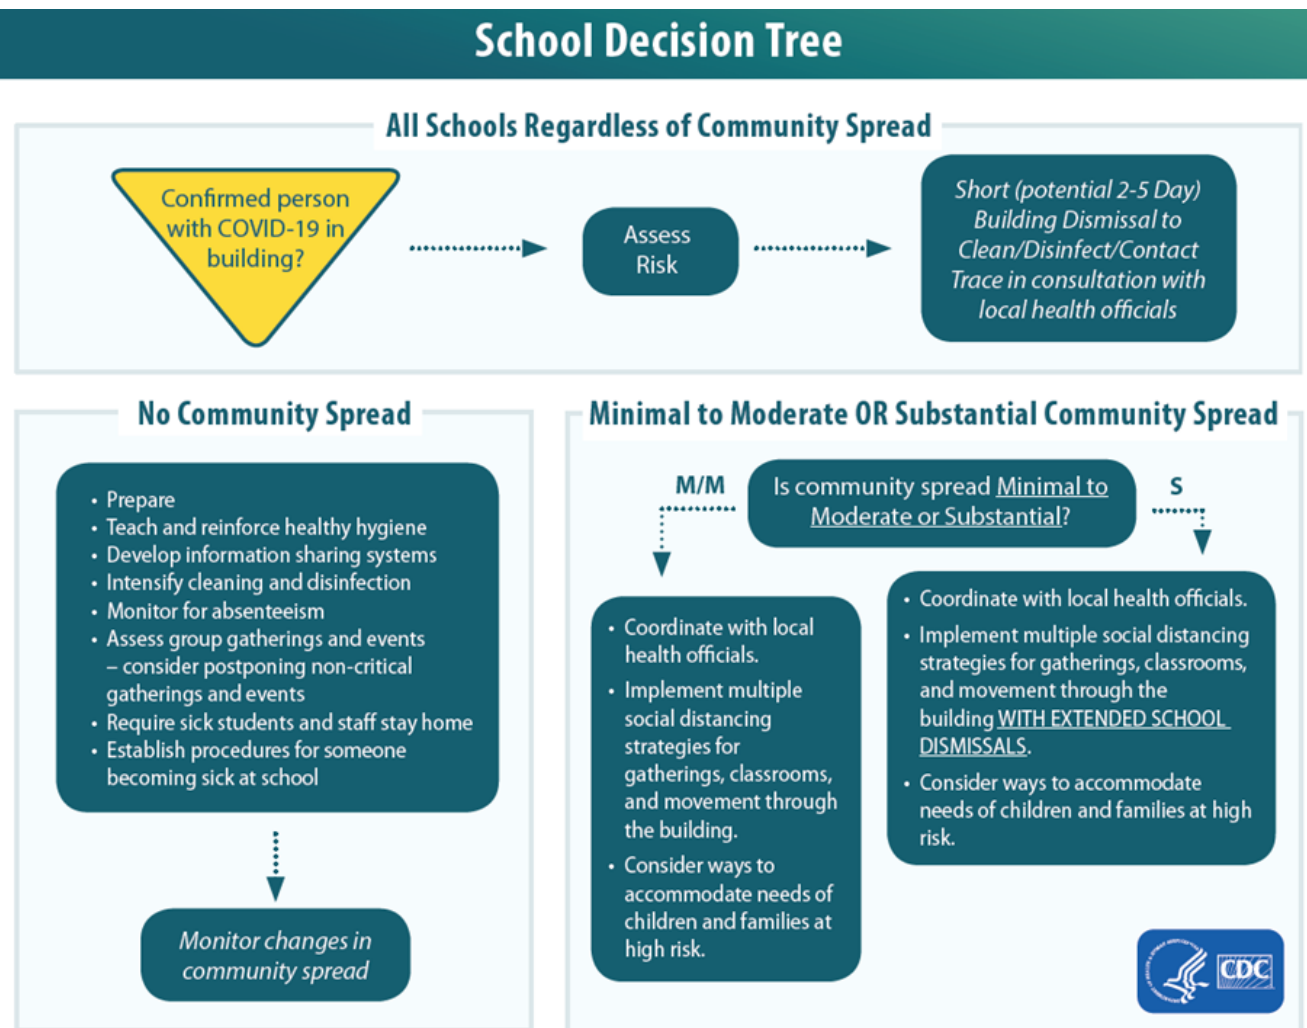 School Decision Tree
All Schools Regardless of Community Spread
Confirmed person
with COVID-19 in
building?
Assess
Risk
Short (potential 2-5 Day)
Building Dismissal to
Clean/Disinfect/Contact
Trace in consultation with
local health officials
No Community Spread
• Prepare
• Teach and reinforce healthy hygiene
• Develop information sharing systems
• Intensify cleaning and disinfection
• Monitor for absenteeism
• Assess group gatherings and events
– consider postponing non-critical
gatherings and events
• Require sick students and staff stay home
• Establish procedures for someone
becoming sick at school
Monitor changes in
community spread
Minimal to Moderate OR Substantial Community Spread
Is community spread Minimal to
Moderate or Substantial?
M/M
• Coordinate with local
health officials.
• Implement multiple
social distancing
strategies for
gatherings, classrooms,
and movement through
the building.
• Consider ways to
accommodate needs of
children and families at
high risk.
S
• Coordinate with local health officials.
• Implement multiple social distancing
strategies for gatherings, classrooms,
and movement through the
building WITH EXTENDED SCHOOL
DISMISSALS.
• Consider ways to accommodate
needs of children and families at high
risk.
CDC